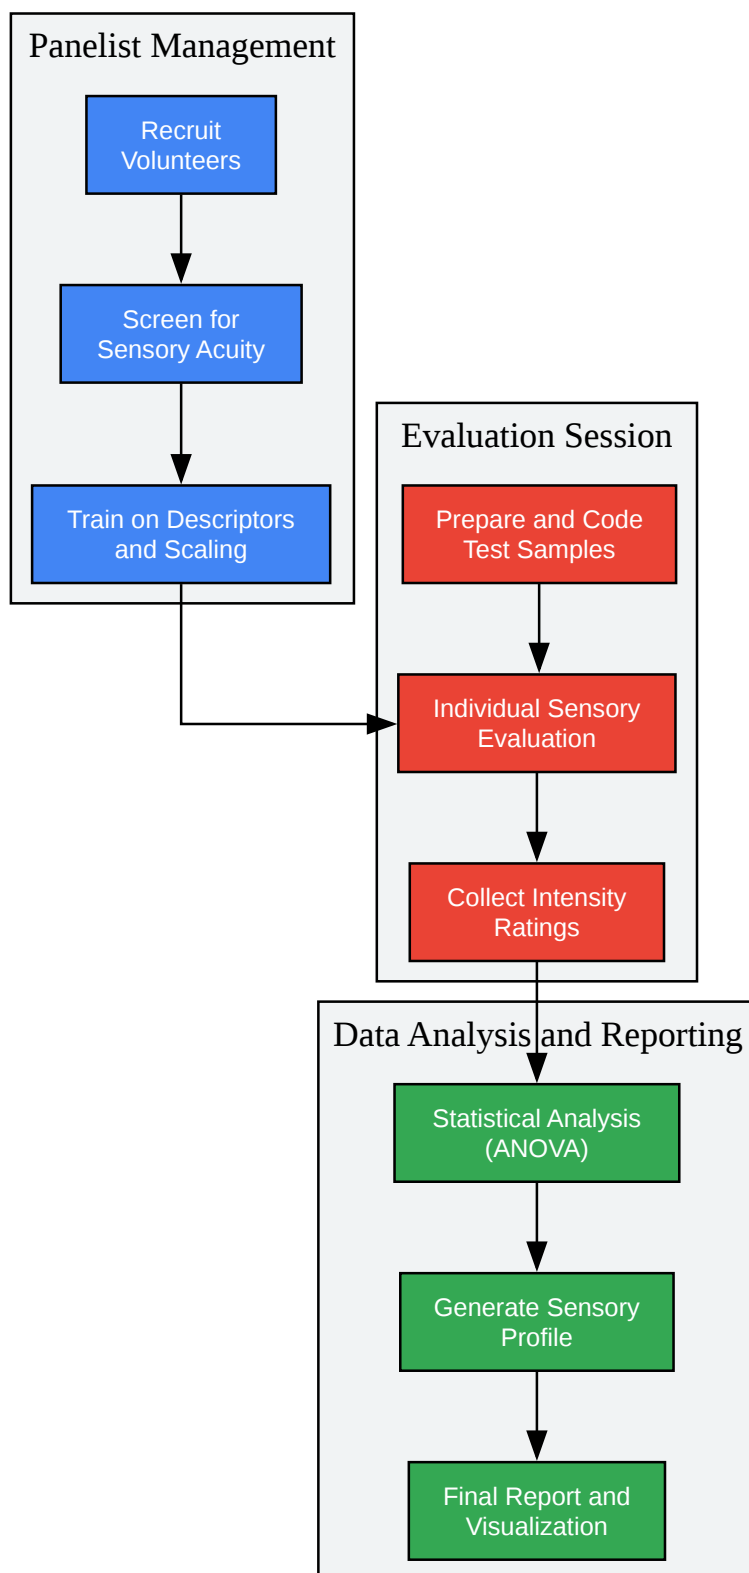 Panelist Management
Recruit
Volunteers
Screen for
Sensory Acuity
Train on Descriptors
and Scaling
Evaluation Session
Prepare and Code
Test Samples
Individual Sensory
Evaluation
Collect Intensity
Ratings
Data Analysis and Reporting
Statistical Analysis
(ANOVA)
Generate Sensory
Profile
Final Report and
Visualization